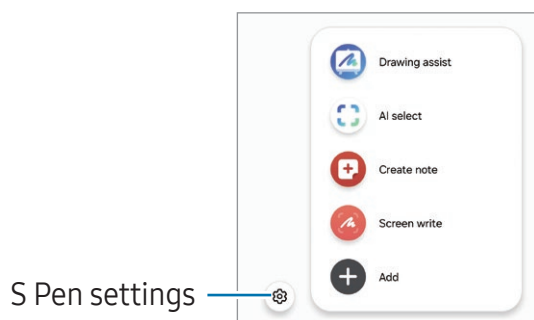 Drawing assist
AI select
Create note
Screen write
Add
S Pen settings